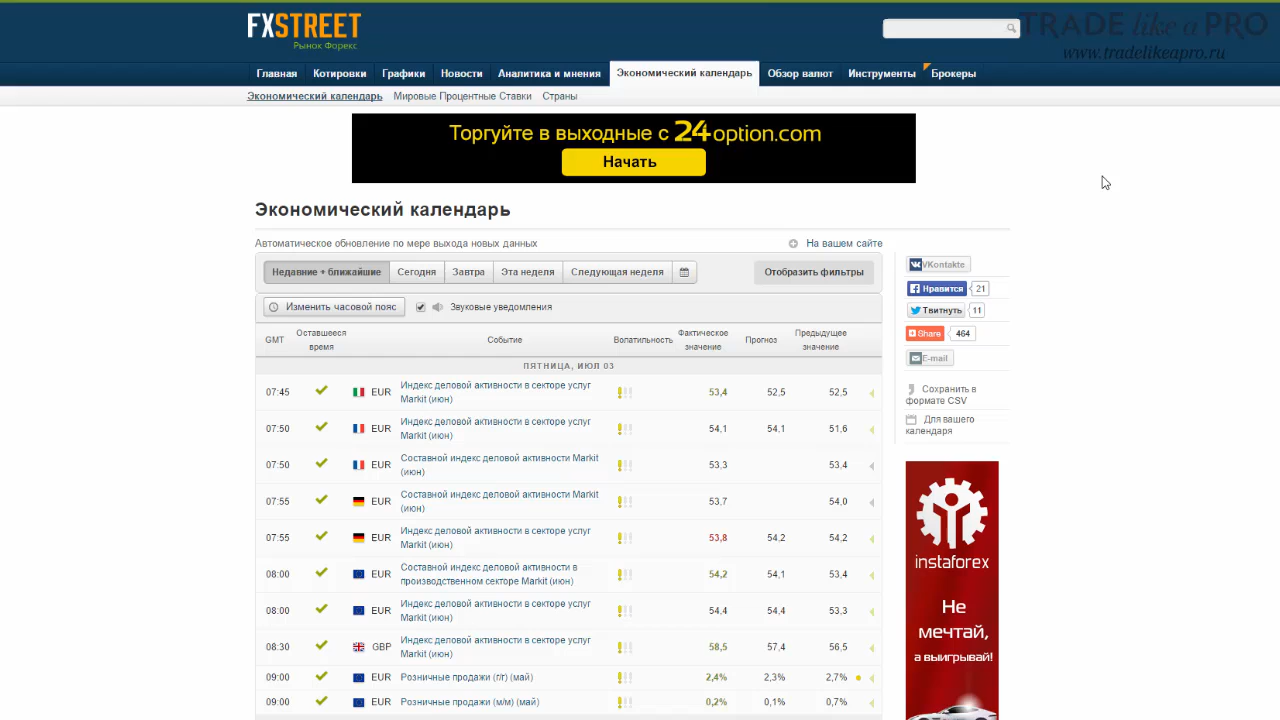 FXSTREET
Рынок Форекс
TRADE like a PRO
www.tradelikeapro.ru
Главная Котировки Графики Новости Аналитика и мнения Экономический календарь Обзор валют Инструменты Брокеры
Экономический календарь Мировые Процентные Ставки Страны
Торгуйте в выходные с 24option.com
Начать
Экономический календарь
Автоматическое обновление по мере выхода новых данных На вашем сайте
Недавние + ближайшие Сегодня Завтра Эта неделя Следующая неделя Отобразить фильтры
Изменить часовой пояс Звуковые уведомления
GMT Оставшееся время Событие Волатильность Фактическое значение Прогноз Предыдущее значение
ПЯТНИЦА, ИЮЛ 03
07:45 EUR Индекс деловой активности в секторе услуг Markit (июн) 53,4 52,5 52,5
07:50 EUR Индекс деловой активности в секторе услуг Markit (июн) 54,1 54,1 51,6
07:50 EUR Составной индекс деловой активности Markit (июн) 53,3 53,4
07:55 EUR Составной индекс деловой активности Markit (июн) 53,7 54,0
07:55 EUR Индекс деловой активности в секторе услуг Markit (июн) 53,8 54,2 54,2
08:00 EUR Составной индекс деловой активности в производственном секторе Markit (июн) 54,2 54,1 53,4
08:00 EUR Индекс деловой активности в секторе услуг Markit (июн) 54,4 54,4 53,3
08:30 GBP Индекс деловой активности в секторе услуг Markit (июн) 58,5 57,4 56,5
09:00 EUR Розничные продажи (г/г) (май) 2,4% 2,3% 2,7%
09:00 EUR Розничные продажи (м/м) (май) 0,2% 0,1% 0,7%
VKontakte
Нравится 21
Твитнуть 11
Share 464
E-mail
Сохранить в
формате CSV
Для вашего
календаря
instaforex
Не
мечтай,
а выигрывай!